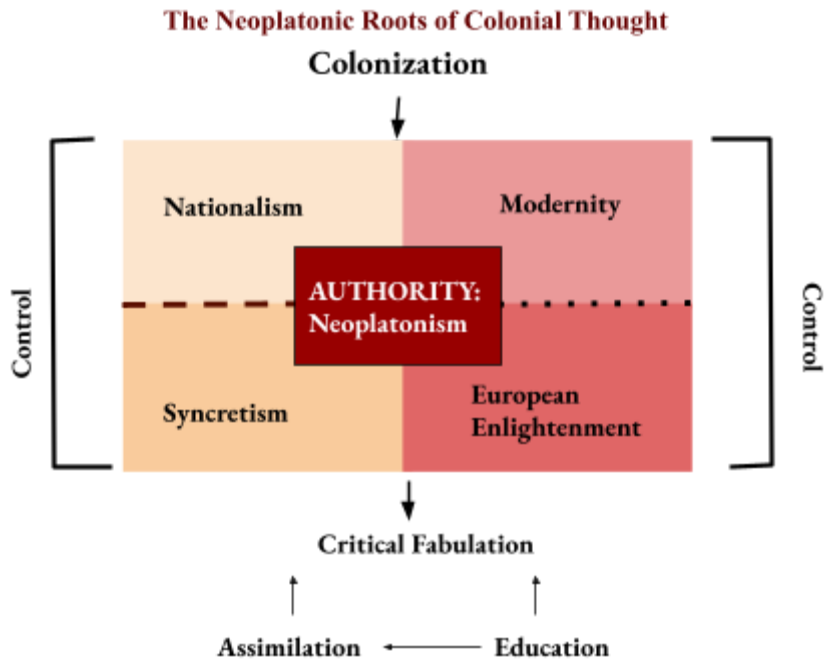 The Neoplatonic Roots of Colonial Thought
Colonization
Nationalism
Modernity
AUTHORITY:
Neoplatonism
Control
Control
Syncretism
European
Enlightenment
Critical Fabulation
Assimilation
Education